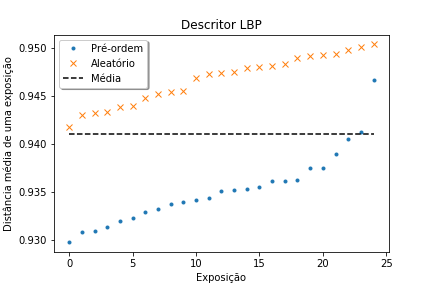 Descritor LBP
Pré-ordem
Aleatório
Média
Distância média de uma exposição
0.950
0.945
0.940
0.935
0.930
0 5 10 15 20 25
Exposição